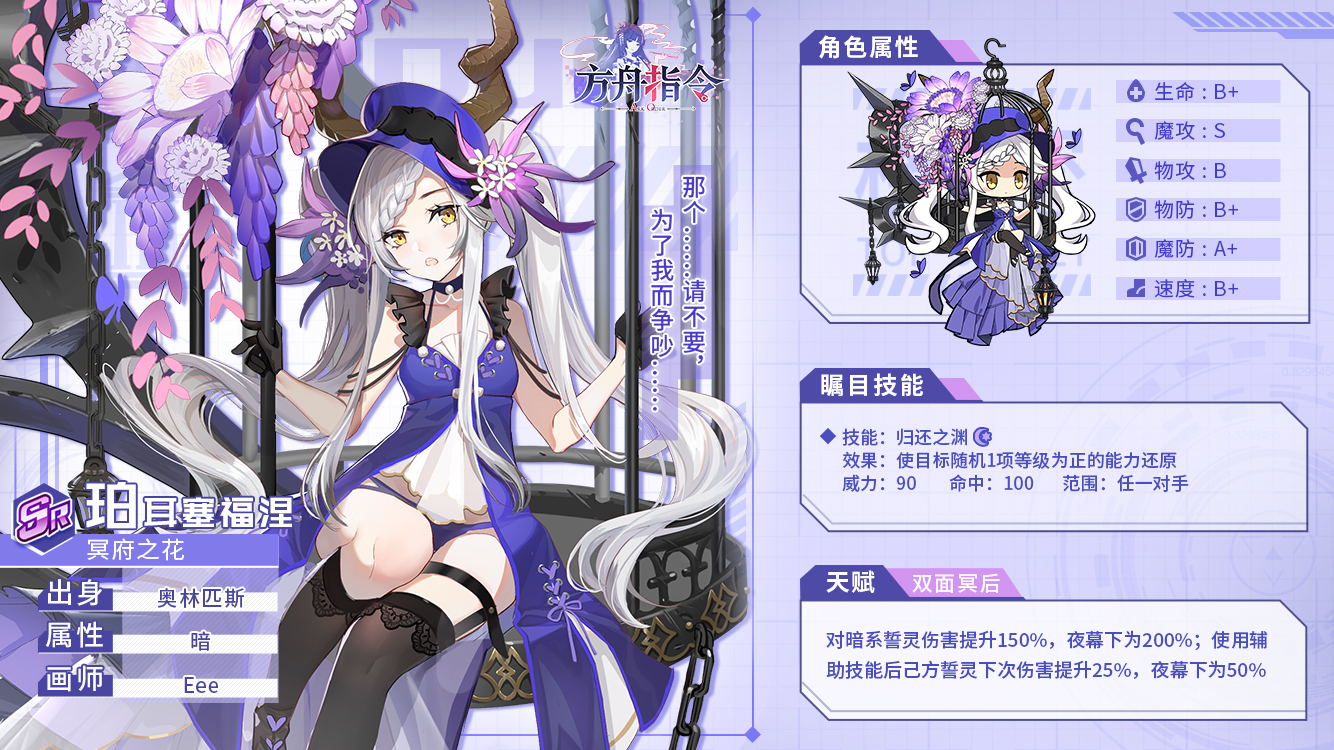 方舟指令
Ark Order
那个……请不要,
为了我而争吵……
SR
珀耳塞福涅
冥府之花
出身 奥林匹斯
属性 暗
画师 Eee
角色属性
生命：B+
魔攻：S
物攻：B
物防：B+
魔防：A+
速度：B+
瞩目技能
技能：归还之渊
效果：使目标随机1项等级为正的能力还原
威力：90 命中：100 范围：任一对手
天赋 双面冥后
对暗系誓灵伤害提升150%，夜幕下为200%；使用辅
助技能后己方誓灵下次伤害提升25%，夜幕下为50%